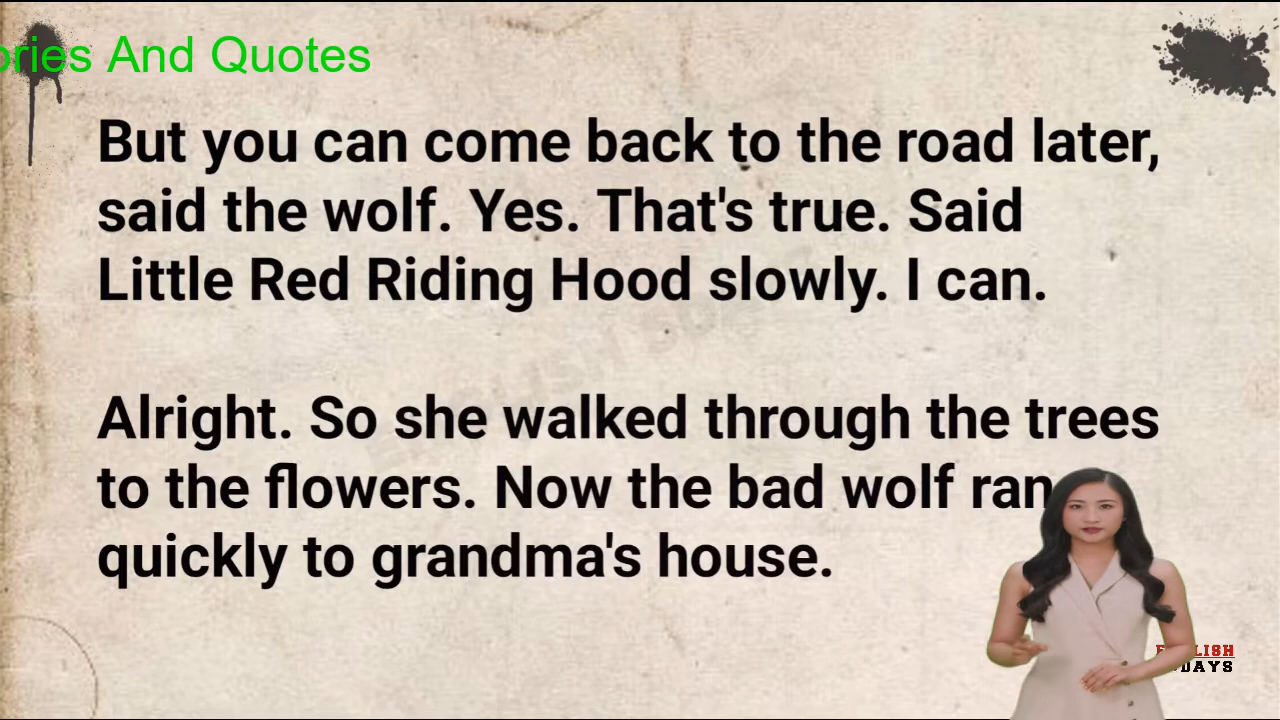 ories And Quotes
But you can come back to the road later,
said the wolf. Yes. That's true. Said
Little Red Riding Hood slowly. I can.
Alright. So she walked through the trees
to the flowers. Now the bad wolf ran
quickly to grandma's house.